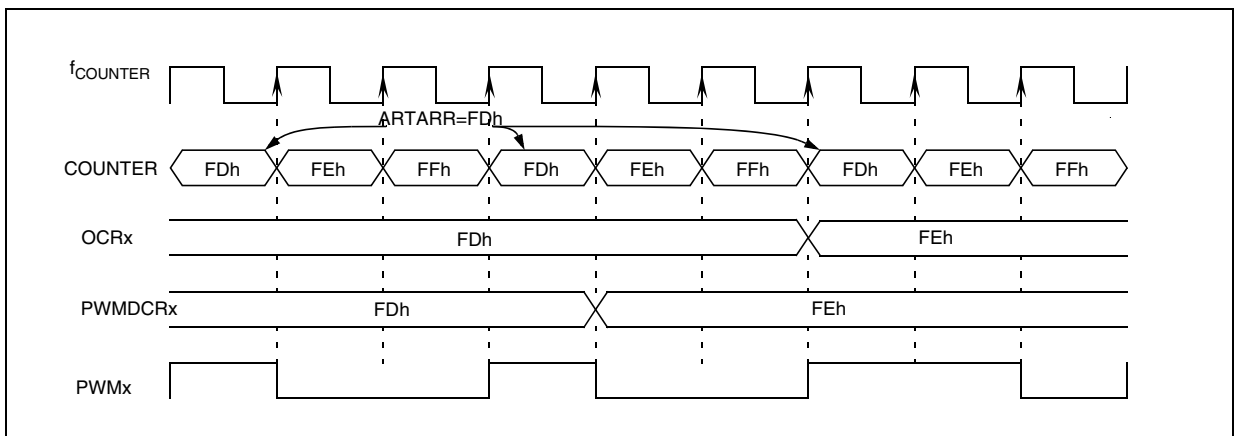 fCOUNTER
ARTARR=FDh
COUNTER FDh FEh FFh FDh FEh FFh FDh FEh FFh
OCRx FDh FEh
PWMDCRx FDh FEh
PWMx